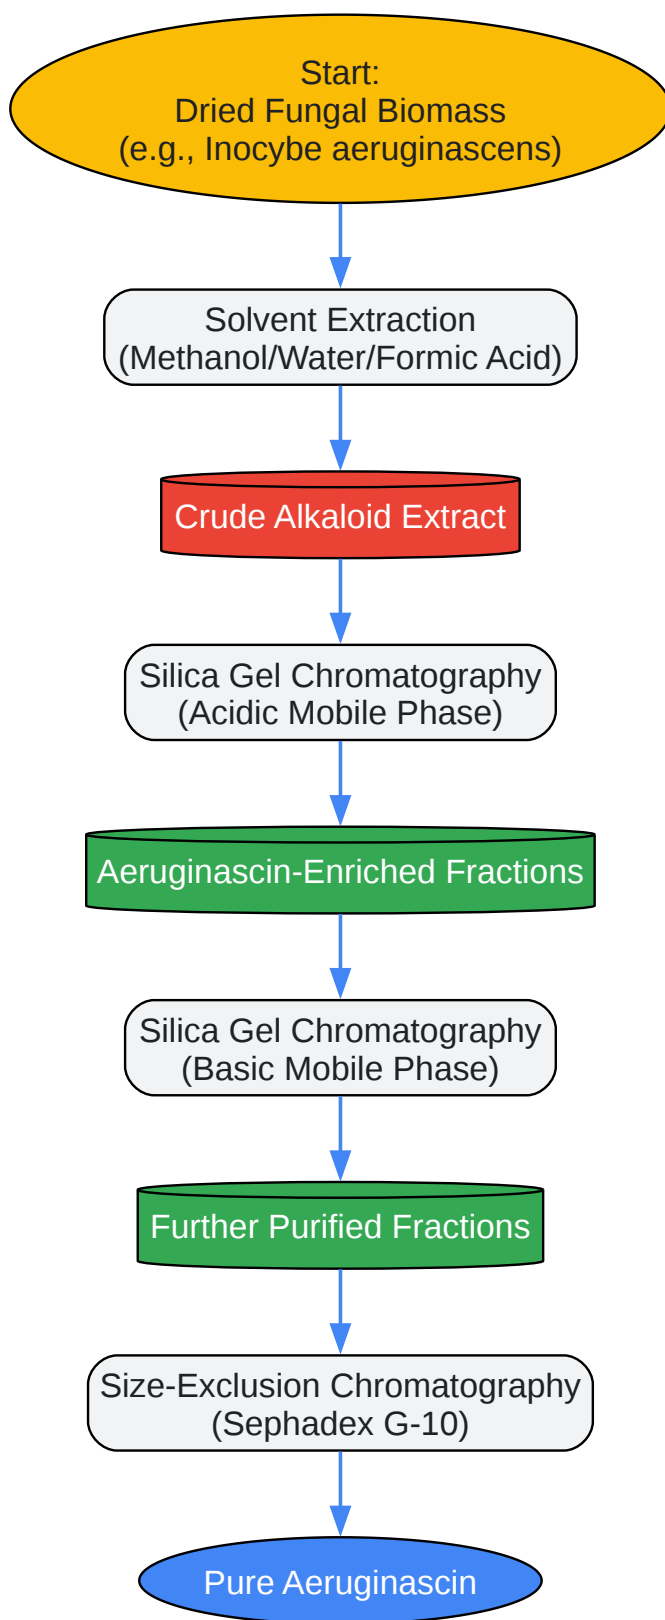 Start:
Dried Fungal Biomass
(e.g., Inocybe aeruginascens)
Solvent Extraction
(Methanol/Water/Formic Acid)
Crude Alkaloid Extract
Silica Gel Chromatography
(Acidic Mobile Phase)
Aeruginascin-Enriched Fractions
Silica Gel Chromatography
(Basic Mobile Phase)
Further Purified Fractions
Size-Exclusion Chromatography
(Sephadex G-10)
Pure Aeruginascin